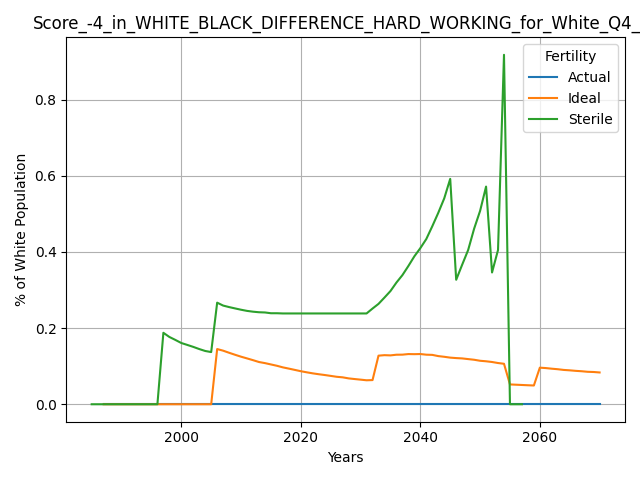 Score_-4_in_WHITE_BLACK_DIFFERENCE_HARD_WORKING_for_White_Q4_
Fertility
Actual
Ideal
Sterile
% of White Population
0.8
0.6
0.4
0.2
0.0
2000
2020
2040
2060
Years